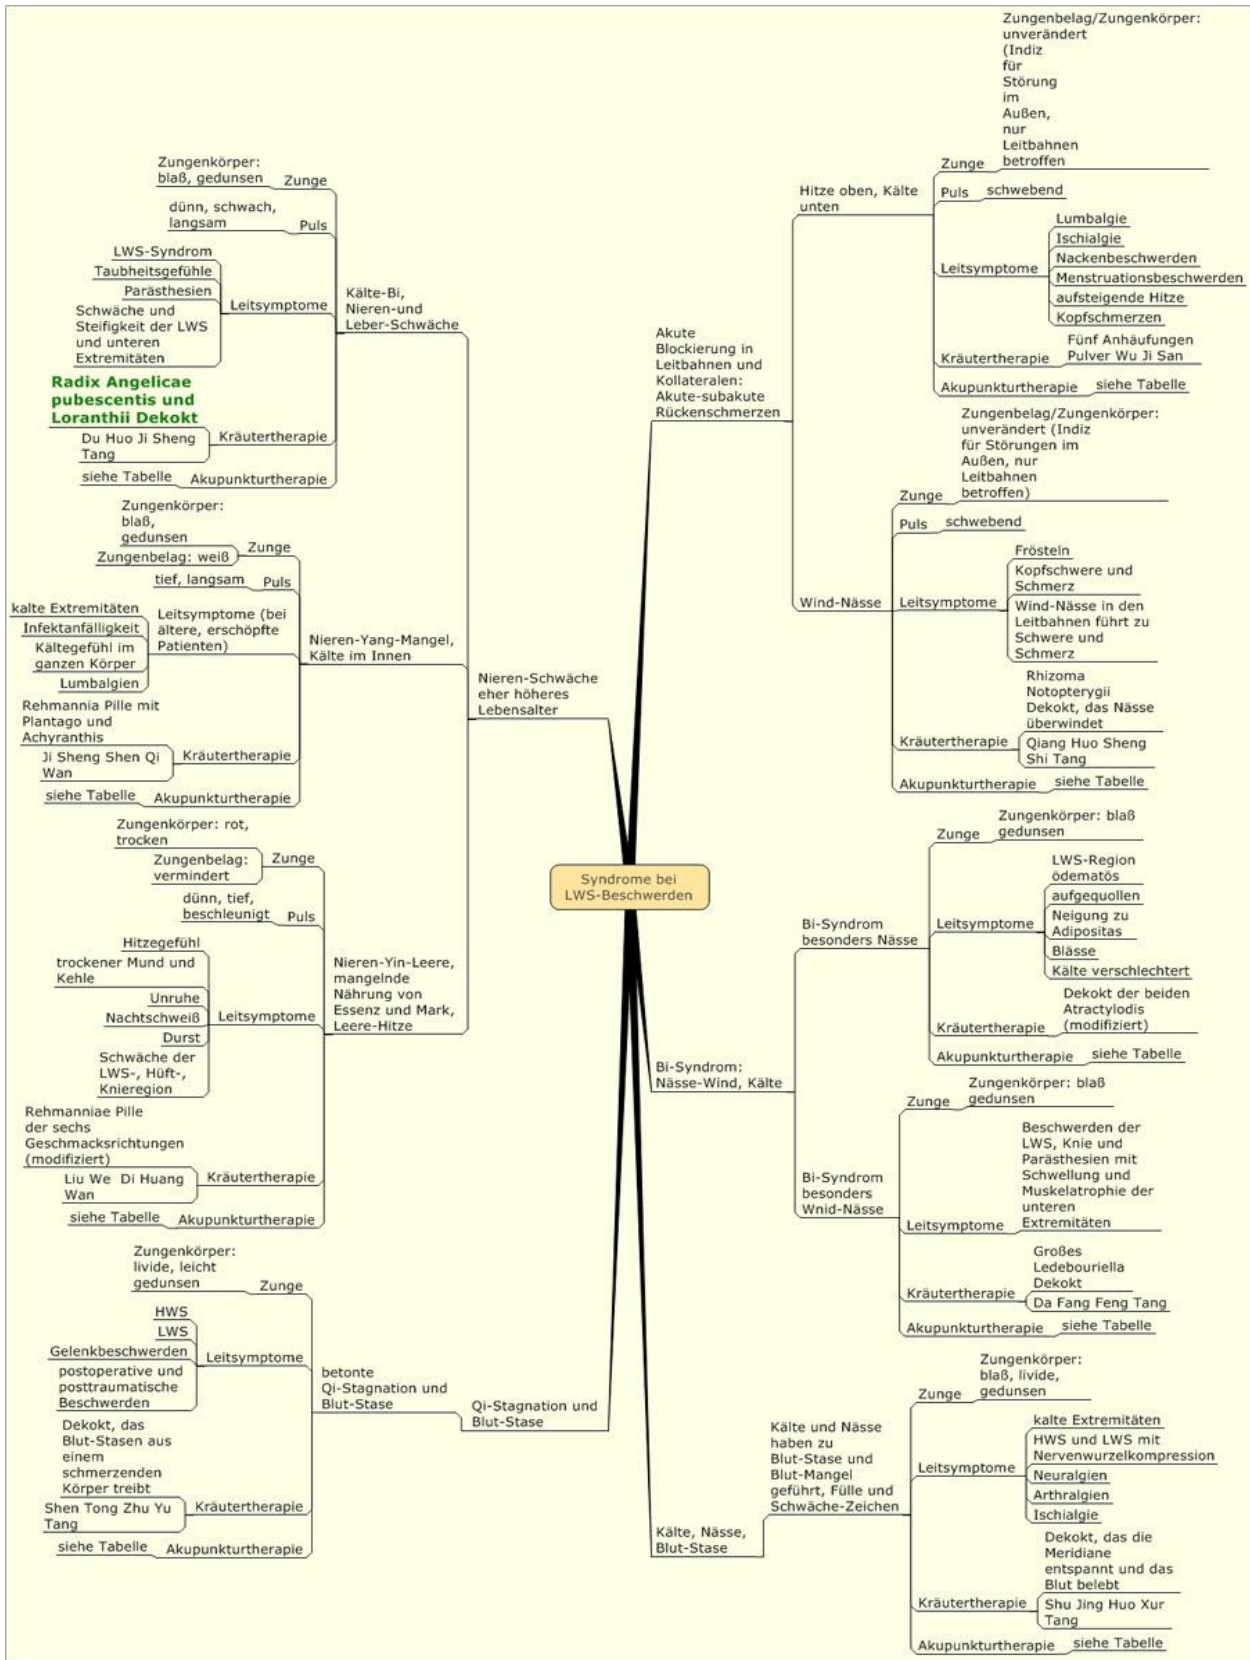 Syndrome bei
LWS-Beschwerden
Akute
Blockierung in
Leitbahnen und
Kollateralen:
Akute-subakute
Rückenschmerzen
Hitze oben, Kälte
unten
Zunge
Zungenbelag/Zungenkörper:
unverändert
(Indiz
für
Störung
im
Außen,
nur
Leitbahnen
betroffen
Puls
schwebend
Leitsymptome
Lumbalgie
Ischialgie
Nackenbeschwerden
Menstruationsbeschwerden
aufsteigende Hitze
Kopfschmerzen
Kräutertherapie
Fünf Anhäufungen
Pulver Wu Ji San
Akupunkturtherapie
siehe Tabelle
Wind-Nässe
Zunge
Zungenbelag/Zungenkörper:
unverändert (Indiz
für Störungen im
Außen, nur
Leitbahnen
betroffen)
Puls
schwebend
Leitsymptome
Frösteln
Kopfschwere und
Schmerz
Wind-Nässe in den
Leitbahnen führt zu
Schwere und
Schmerz
Kräutertherapie
Rhizoma
Notopterygii
Dekokt, das Nässe
überwindet
Qiang Huo Sheng
Shi Tang
Akupunkturtherapie
siehe Tabelle
Bi-Syndrom:
Nässe-Wind, Kälte
Bi-Syndrom
besonders Nässe
Zunge
Zungenkörper: blaß
gedunsen
Leitsymptome
LWS-Region
ödematös
aufgequollen
Neigung zu
Adipositas
Blässe
Kälte verschlechtert
Kräutertherapie
Dekokt der beiden
Atractylodis
(modifiziert)
Akupunkturtherapie
siehe Tabelle
Bi-Syndrom
besonders
Wnid-Nässe
Zunge
Zungenkörper: blaß
gedunsen
Leitsymptome
Beschwerden der
LWS, Knie und
Parästhesien mit
Schwellung und
Muskelatrophie der
unteren
Extremitäten
Kräutertherapie
Großes
Ledebouriella
Dekokt
Da Fang Feng Tang
Akupunkturtherapie
siehe Tabelle
Kälte, Nässe,
Blut-Stase
Kälte und Nässe
haben zu
Blut-Stase und
Blut-Mangel
geführt, Fülle und
Schwäche-Zeichen
Zunge
Zungenkörper:
blaß, livide,
gedunsen
Leitsymptome
kalte Extremitäten
HWS und LWS mit
Nervenwurzelkompression
Neuralgien
Arthralgien
Ischialgie
Kräutertherapie
Dekokt, das die
Meridiane
entspannt und das
Blut belebt
Shu Jing Huo Xur
Tang
Akupunkturtherapie
siehe Tabelle
Nieren-Schwäche
eher höheres
Lebensalter
Kälte-Bi,
Nieren-und
Leber-Schwäche
Zunge
Zungenkörper:
blaß, gedunsen
Puls
dünn, schwach,
langsam
Leitsymptome
LWS-Syndrom
Taubheitsgefühle
Parästhesien
Schwäche und
Steifigkeit der LWS
und unteren
Extremitäten
Kräutertherapie
Radix Angelicae
pubescentis und
Loranthii Dekokt
Du Huo Ji Sheng
Tang
Akupunkturtherapie
siehe Tabelle
Nieren-Yang-Mangel,
Kälte im Innen
Zunge
Zungenkörper:
blaß,
gedunsen
Zungenbelag: weiß
Puls
tief, langsam
Leitsymptome (bei
ältere, erschöpfte
Patienten)
kalte Extremitäten
Infektanfälligkeit
Kältegefühl im
ganzen Körper
Lumbalgien
Kräutertherapie
Rehmannia Pille mit
Plantago und
Achyranthis
Ji Sheng Shen Qi
Wan
Akupunkturtherapie
siehe Tabelle
Nieren-Yin-Leere,
mangelnde
Nährung von
Essenz und Mark,
Leere-Hitze
Zunge
Zungenkörper: rot,
trocken
Zungenbelag:
vermindert
Puls
dünn, tief,
beschleunigt
Leitsymptome
Hitzegefühl
trockener Mund und
Kehle
Unruhe
Nachtschweiß
Durst
Schwäche der
LWS-, Hüft-,
Knieregion
Kräutertherapie
Rehmanniae Pille
der sechs
Geschmacksrichtungen
(modifiziert)
Liu We Di Huang
Wan
Akupunkturtherapie
siehe Tabelle
Qi-Stagnation und
Blut-Stase
betonte
Qi-Stagnation und
Blut-Stase
Zunge
Zungenkörper:
livide, leicht
gedunsen
Leitsymptome
HWS
LWS
Gelenkbeschwerden
postoperative und
posttraumatische
Beschwerden
Kräutertherapie
Dekokt, das
Blut-Stasen aus
einem
schmerzenden
Körper treibt
Shen Tong Zhu Yu
Tang
Akupunkturtherapie
siehe Tabelle